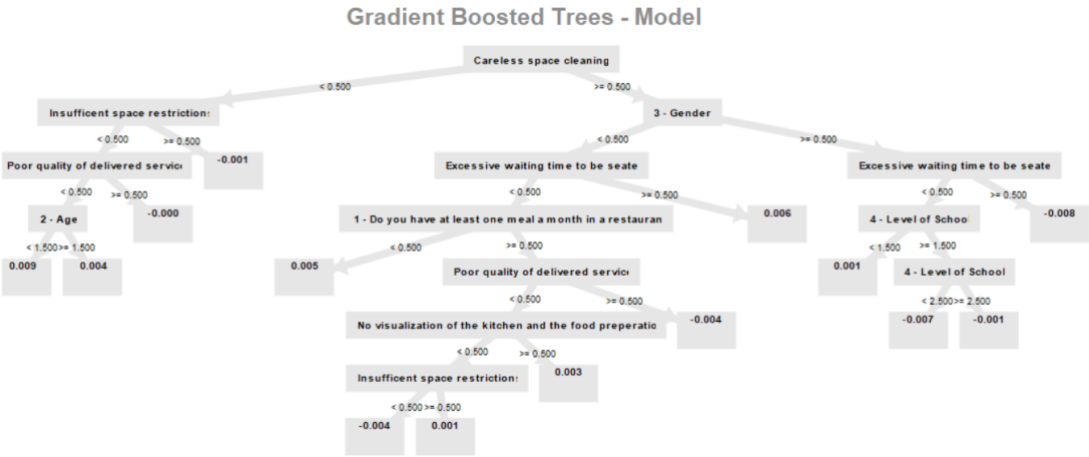 Gradient Boosted Trees - Model
Careless space cleaning
< 0.500
>= 0.500
Insufficent space restriction
3 - Gender
< 0.500
>= 0.500
< 0.500
>= 0.500
Poor quality of delivered servic
-0.001
Excessive waiting time to be seate
Excessive waiting time to be seate
< 0.500
>= 0.500
< 0.500
>= 0.500
< 0.500
>= 0.500
2 - Age
-0.000
1 - Do you have at least one meal a month in a restauran
0.006
4 - Level of Schoo
-0.008
< 1.500
>= 1.500
< 0.500
>= 0.500
< 1.500
>= 1.500
0.009
0.004
0.005
Poor quality of delivered servic
0.001
4 - Level of School
< 0.500
>= 0.500
< 2.500
>= 2.500
No visualization of the kitchen and the food preperatio
-0.004
-0.007
-0.001
< 0.500
>= 0.500
Insufficent space restriction
0.003
< 0.500
>= 0.500
-0.004
0.001